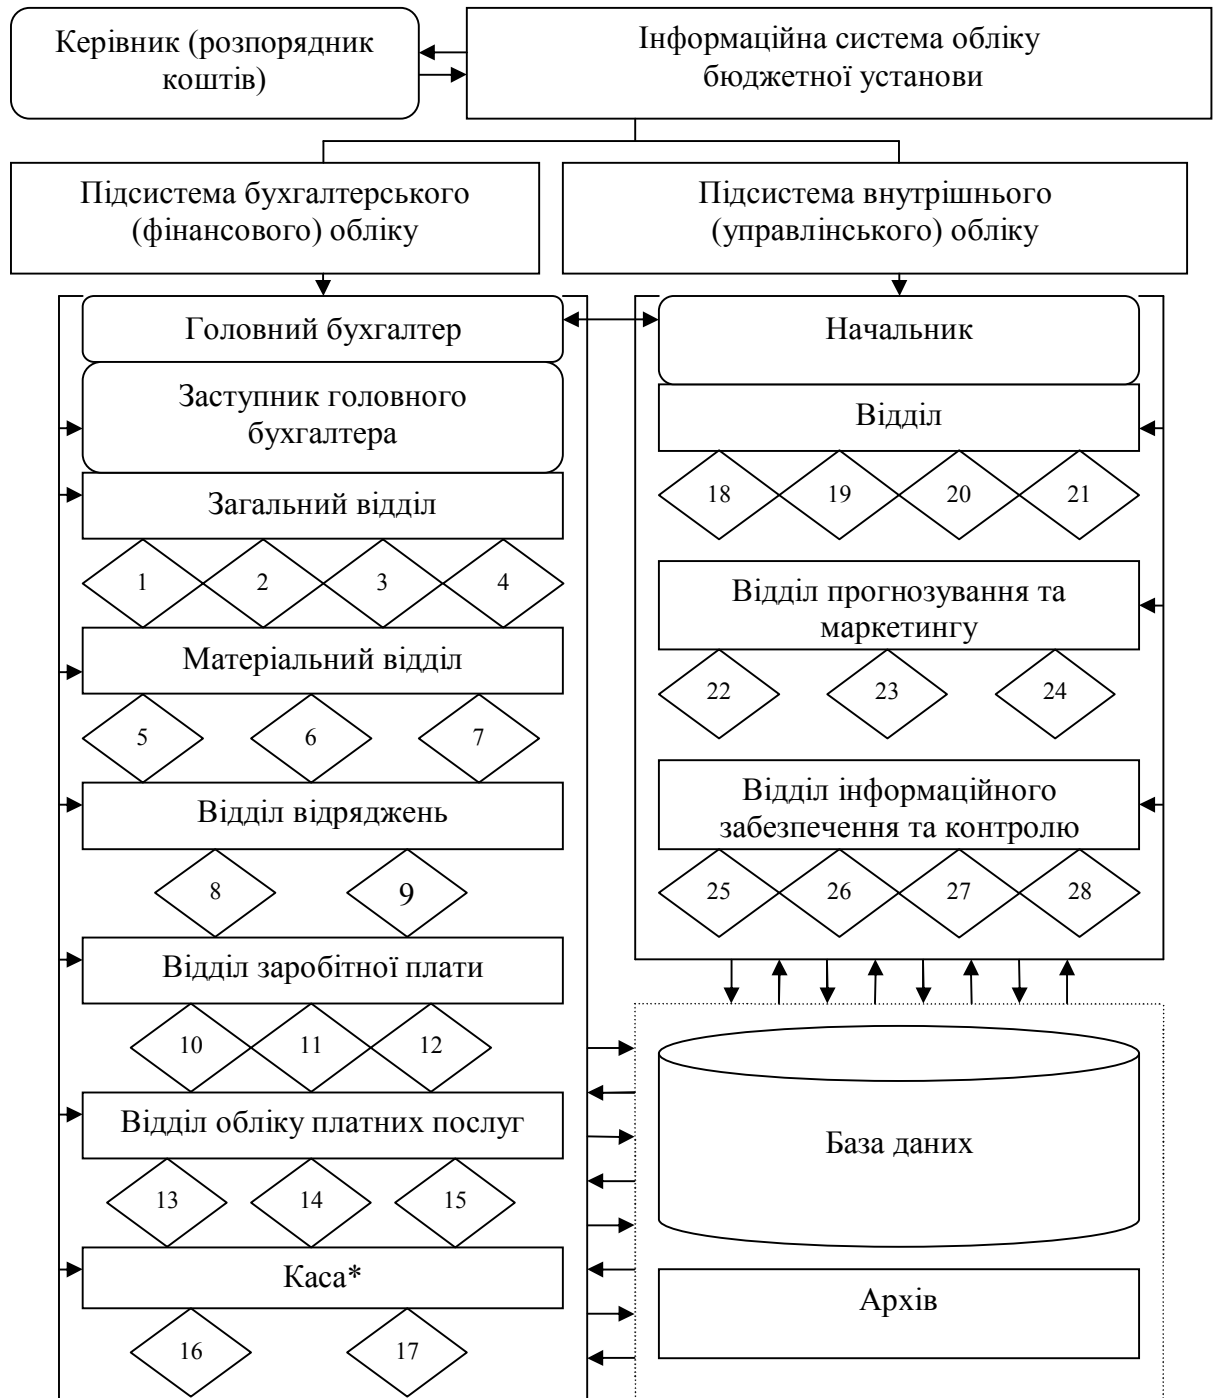 Керівник (розпорядник
коштів)
Інформаційна система обліку
бюджетної установи
Підсистема бухгалтерського
(фінансового) обліку
Підсистема внутрішнього
(управлінського) обліку
Головний бухгалтер
Заступник головного
бухгалтера
Загальний відділ
1 2 3 4
Матеріальний відділ
5 6 7
Відділ відряджень
8 9
Відділ заробітної плати
10 11 12
Відділ обліку платних послуг
13 14 15
Каса*
16 17
Начальник
Відділ
18 19 20 21
Відділ прогнозування та
маркетингу
22 23 24
Відділ інформаційного
забезпечення та контролю
25 26 27 28
База даних
Архів